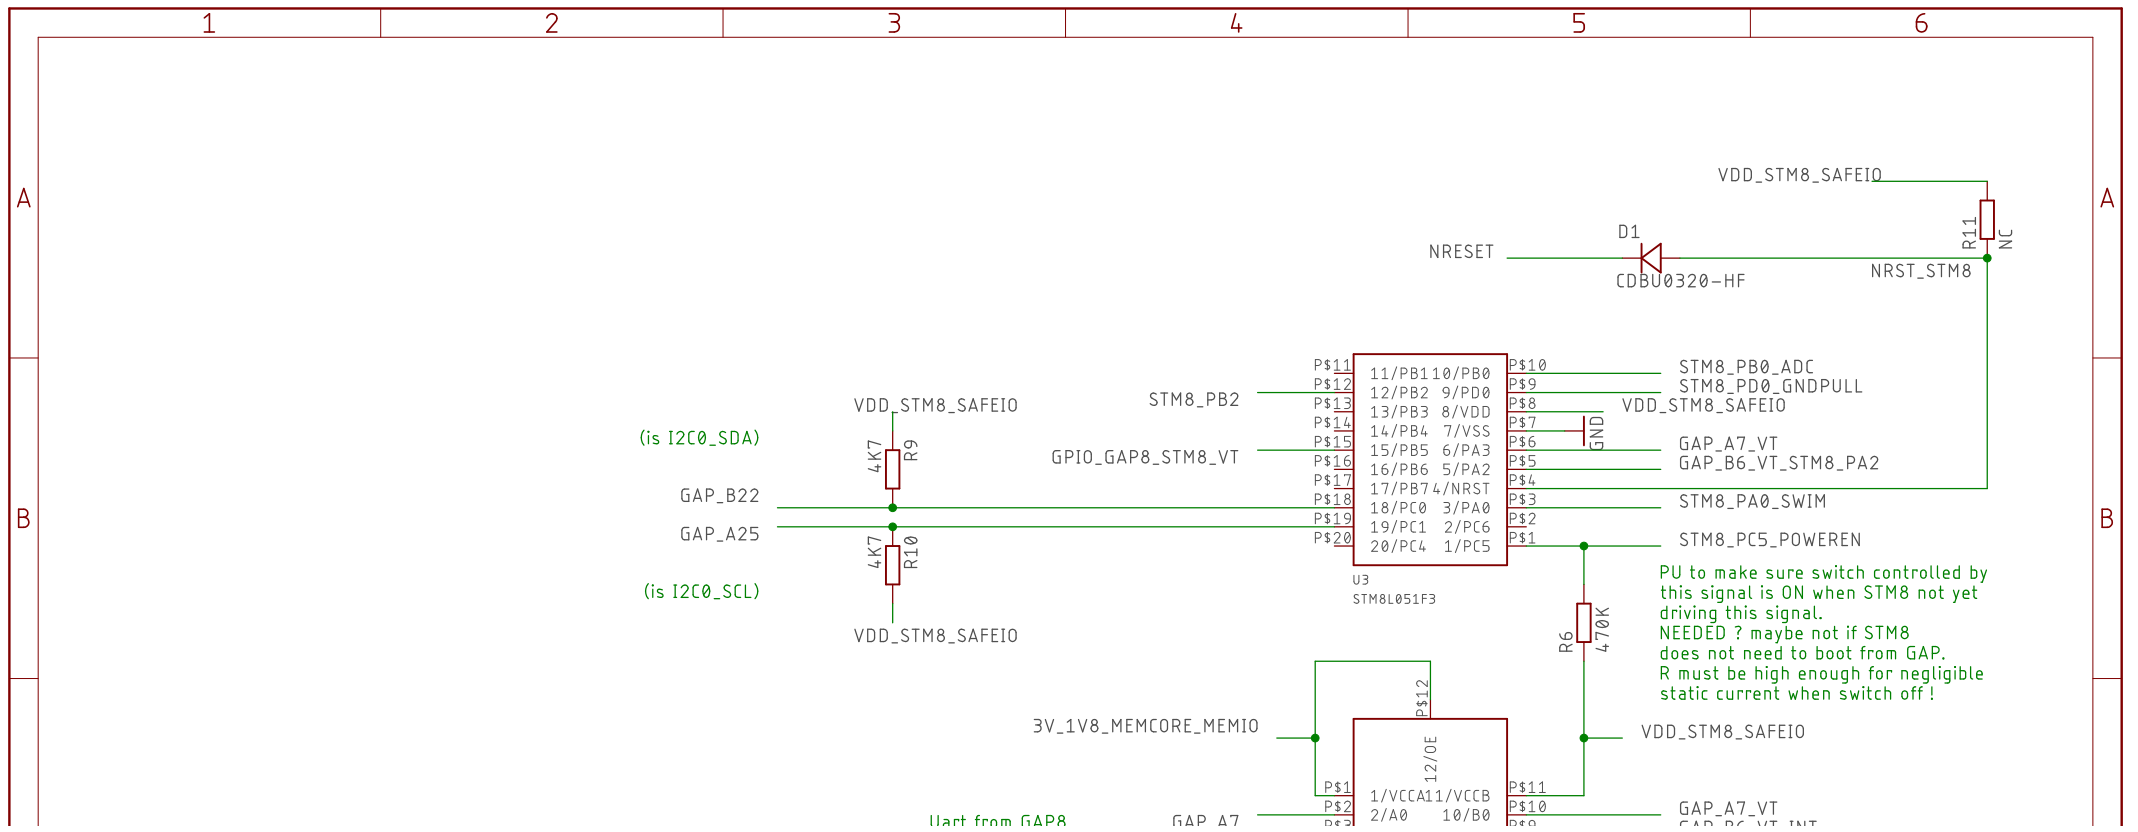 1 2 3 4 5 6
A A
VDD_STM8_SAFEIO
R11
NC
D1
NRESET
NRST_STM8
CDBU0320-HF
P$11 P$10 STM8_PB0_ADC
11/PB1 10/PB0
P$12 P$9 STM8_PD0_GNDPULL
12/PB2 9/PD0
STM8_PB2
P$13 P$8 VDD_STM8_SAFEIO
13/PB3 8/VDD
P$14 P$7
14/PB4 7/VSS
GND
P$15 P$6 GAP_A7_VT
15/PB5 6/PA3
GPIO_GAP8_STM8_VT
P$16 P$5 GAP_B6_VT_STM8_PA2
16/PB6 5/PA2
P$17 P$4
17/PB7 4/NRST
P$18 P$3 STM8_PA0_SWIM
18/PC0 3/PA0
P$19 P$2
19/PC1 2/PC6
P$20 P$1 STM8_PC5_POWEREN
20/PC4 1/PC5
U3
STM8L051F3
VDD_STM8_SAFEIO
(is I2C0_SDA)
4K7
R9
GAP_B22
GAP_A25
4K7
R10
(is I2C0_SCL)
VDD_STM8_SAFEIO
B B
PU to make sure switch controlled by
this signal is ON when STM8 not yet
driving this signal.
NEEDED ? maybe not if STM8
does not need to boot from GAP.
R must be high enough for negligible
static current when switch off !
R6
470K
P$12
12/OE
3V_1V8_MEMCORE_MEMIO
VDD_STM8_SAFEIO
P$1 P$11
1/VCCA 11/VCCB
P$2 P$10 GAP_A7_VT
2/A0 10/B0
Uart from GAP8 GAP_A7
P$3 P$9 GAP_B6_VT_INT